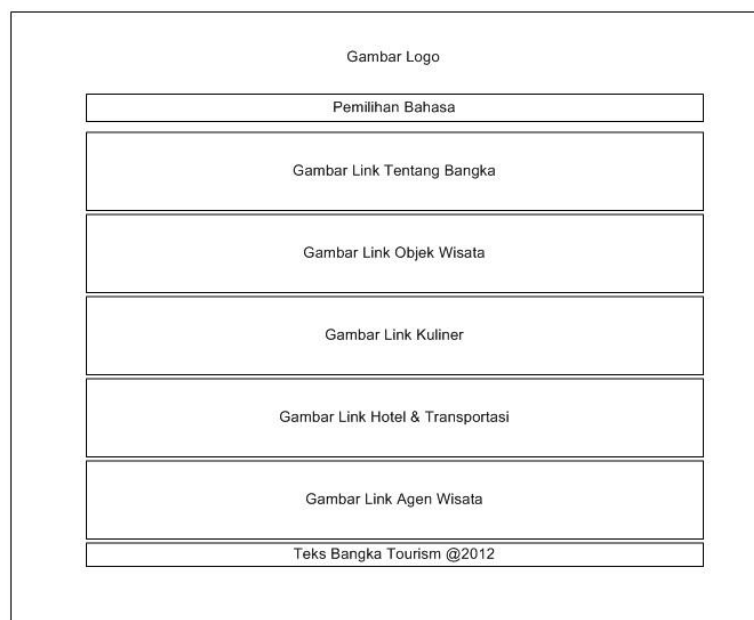 Gambar Logo
Pemilihan Bahasa
Gambar Link Tentang Bangka
Gambar Link Objek Wisata
Gambar Link Kuliner
Gambar Link Hotel & Transportasi
Gambar Link Agen Wisata
Teks Bangka Tourism @2012